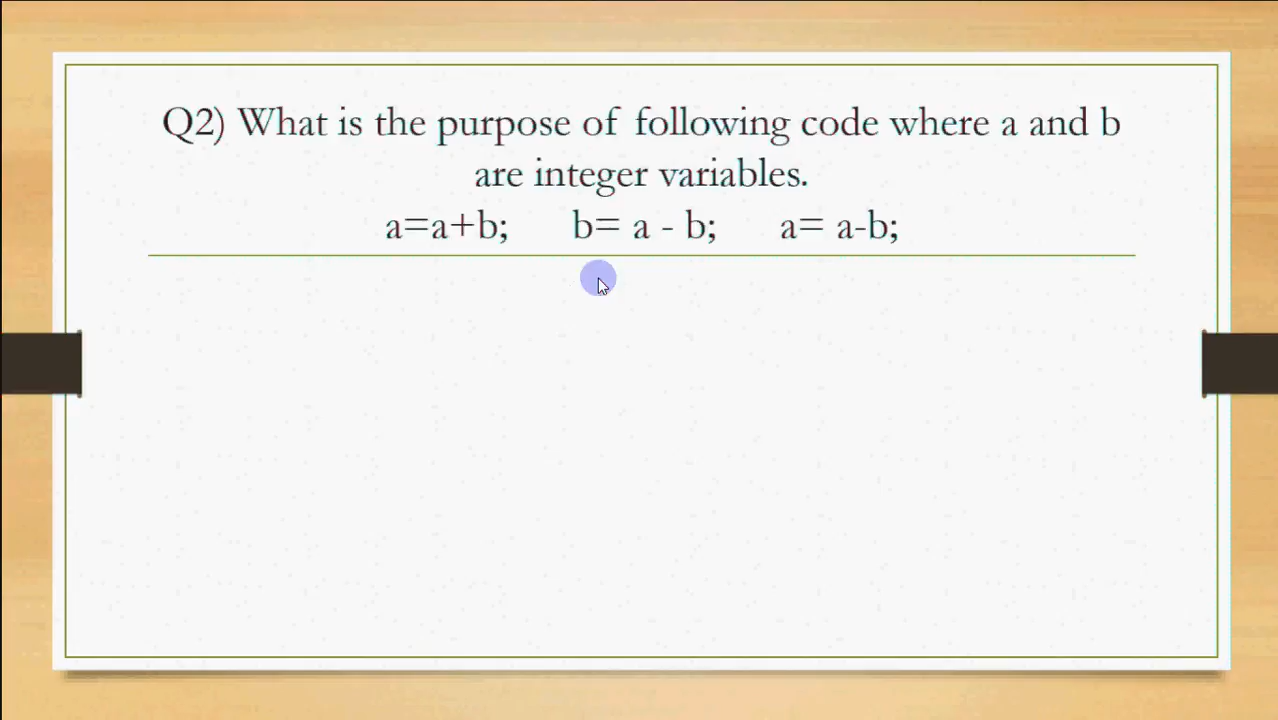 Q2) What is the purpose of following code where a and b
are integer variables.
a=a+b; b= a - b; a= a-b;